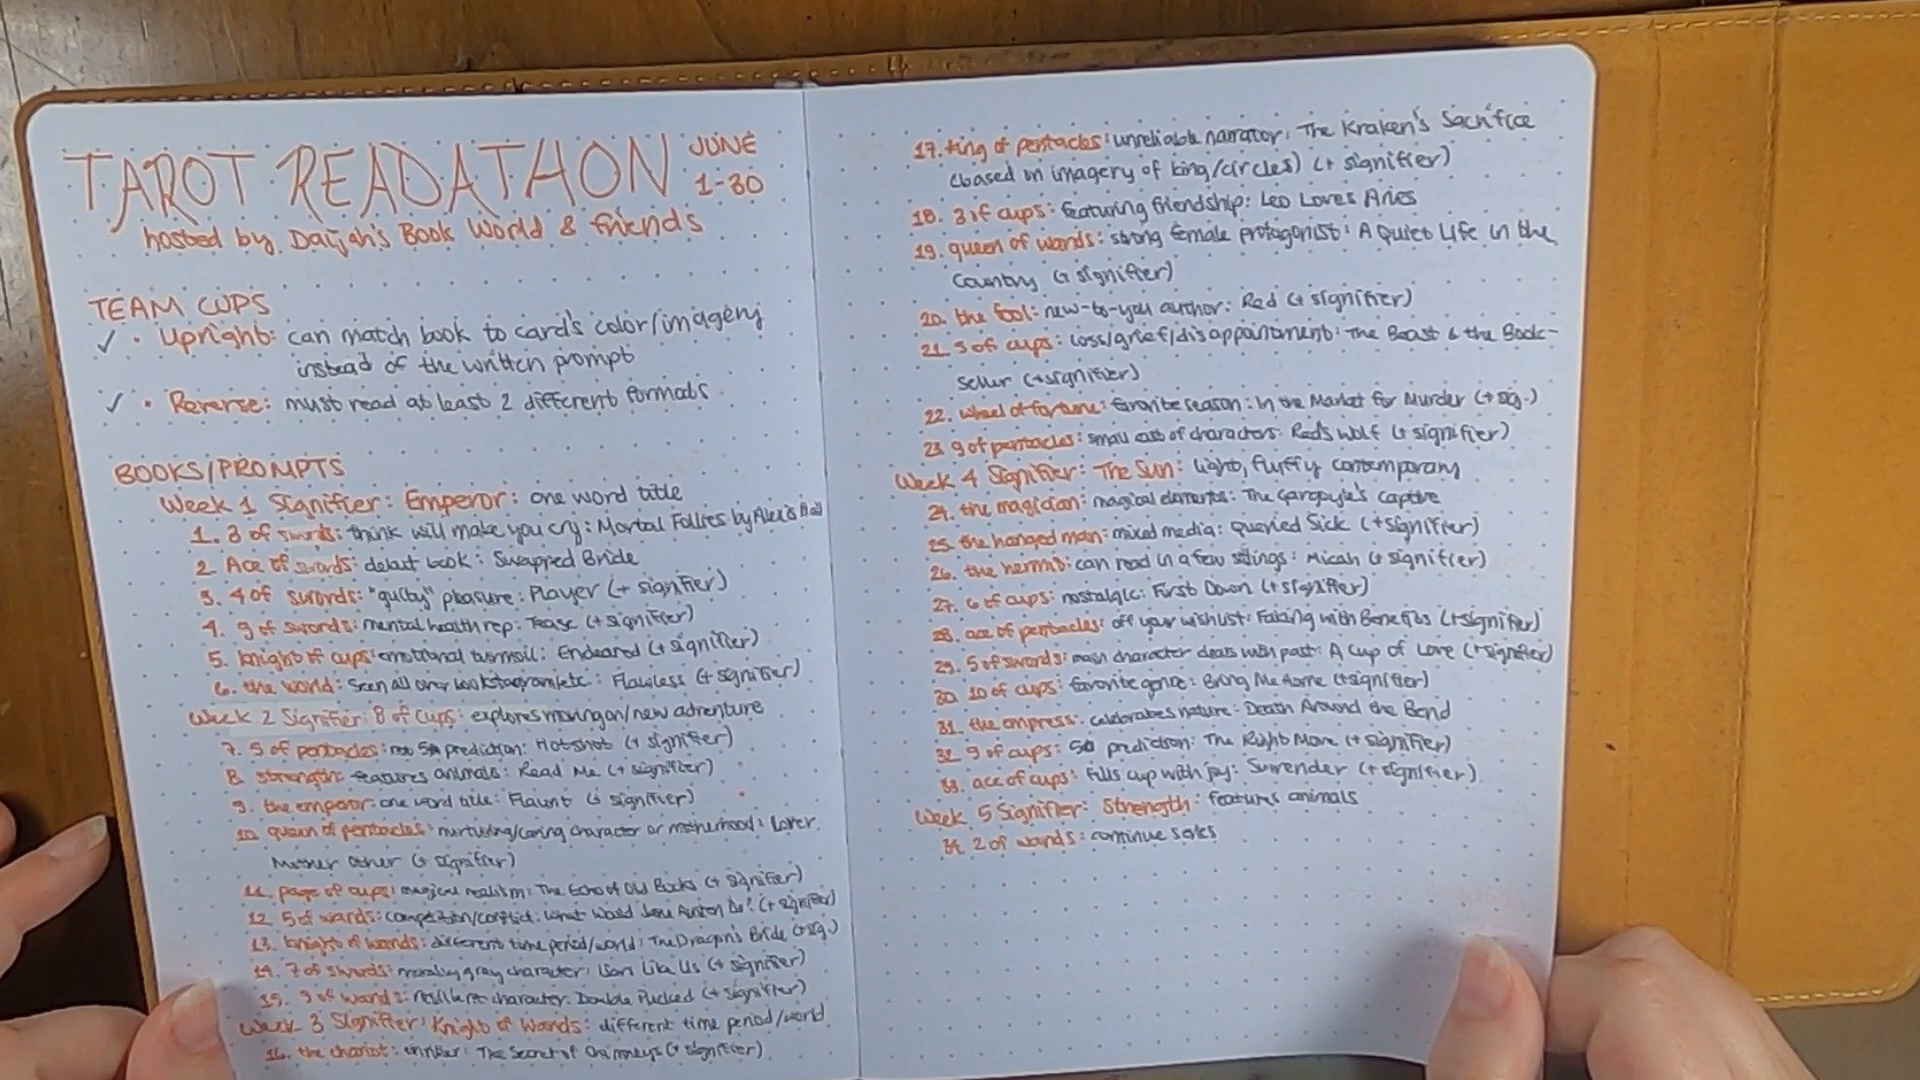 TAROT READATHON JUNE 1-30
hosted by Daijah's Book World & friends
TEAM CUPS
✓ • Upright: can match book to card's color/imagery
instead of the written prompt
✓ • Reverse: must read at least 2 different formats
BOOKS/PROMPTS
Week 1 Signifier: Emperor: one word title
1. 3 of swords: think will make you cry: Mortal Follies by Alexis Hall
2. Ace of swords: debut book: Swapped Bride
3. 4 of swords: "guilty" pleasure: Player (+ signifier)
4. 9 of swords: mental health rep: Tease (+ signifier)
5. knight of cups: emotional turmoil: Endeared (+ signifier)
6. the world: seen all over bookstagram/etc: Flawless (+ signifier)
Week 2 Signifier: 8 of Cups: explores moving on/new adventure
7. 5 of pentacles: not 5★ prediction: Hotshot (+ signifier)
8. strength: features animals: Read Me (+ signifier)
9. the emperor: one word title: Flaunt (+ signifier)
10. queen of pentacles: nurturing/caring character or motherhood: Lover
Mother Other (+ signifier)
11. page of cups: magical realism: The Echo of Old Books (+ signifier)
12. 5 of wands: competition/conflict: What Would Jane Austen Do? (+ signifier)
13. knight of wands: different time period/world: The Dragon's Bride (+ sig.)
14. 7 of swords: morally gray character: Liars Like Us (+ signifier)
15. 9 of wands: resilient character: Double Pucked (+ signifier)
Week 3 Signifier: Knight of Wands: different time period/world
16. the chariot: thriller: The Secret of Chimneys (+ signifier)
17. king of pentacles: unreliable narrator: The Kraken's Sacrifice
(based on imagery of king/circles) (+ signifier)
18. 3 of cups: featuring friendship: Leo Loves Aries
19. queen of wands: strong female protagonist: A Quiet Life in the
Country (+ signifier)
20. the fool: new-to-you author: Red (+ signifier)
21. 5 of cups: loss/grief/disappointment: The Beast & the Book-
seller (+ signifier)
22. wheel of fortune: favorite season: In the Market for Murder (+ sig.)
23. 9 of pentacles: small cast of characters: Red's Wolf (+ signifier)
Week 4 Signifier: The Sun: light, fluffy contemporary
24. the magician: magical elements: The Gargoyle's Captive
25. the hanged man: mixed media: Queried Sick (+ signifier)
26. the hermit: can read in a few sittings: Micah (+ signifier)
27. 6 of cups: nostalgic: First Down (+ signifier)
28. ace of pentacles: off your wishlist: Faking with Benefits (+ signifier)
29. 5 of swords: main character deals with past: A Cup of Love (+ signifier)
30. 10 of cups: favorite genre: Bring Me Home (+ signifier)
31. the empress: celebrates nature: Death Around the Bend
32. 9 of cups: 5★ prediction: The Right Move (+ signifier)
33. ace of cups: fills cup with joy: Surrender (+ signifier)
Week 5 Signifier: Strength: features animals
34. 2 of wands: continue series